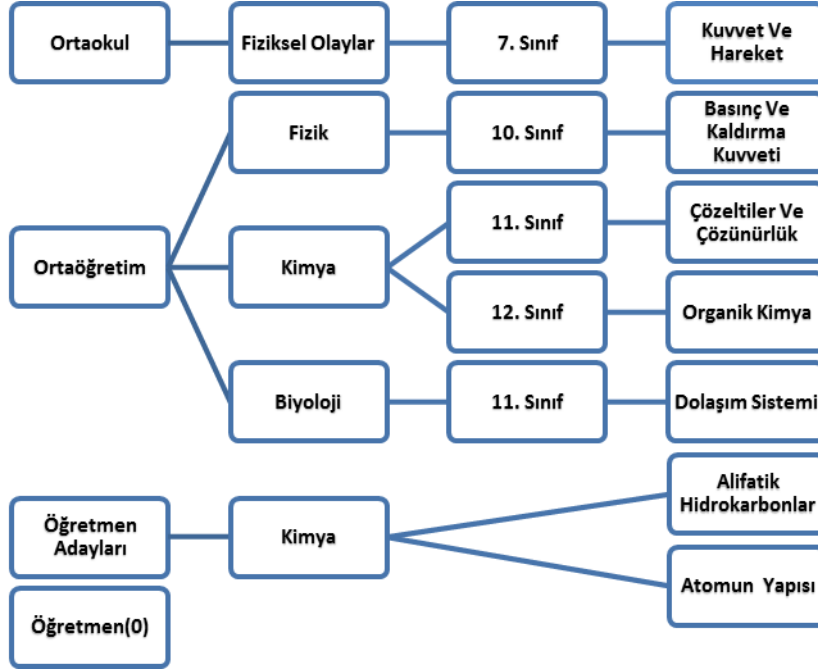 Ortaokul
Fiziksel Olaylar
7. Sınıf
Kuvvet Ve
Hareket
Fizik
10. Sınıf
Basınç Ve
Kaldırma
Kuvveti
Ortaöğretim
Kimya
11. Sınıf
Çözeltiler Ve
Çözünürlük
12. Sınıf
Organik Kimya
Biyoloji
11. Sınıf
Dolaşım Sistemi
Öğretmen
Adayları
Kimya
Alifatik
Hidrokarbonlar
Atomun Yapısı
Öğretmen(0)